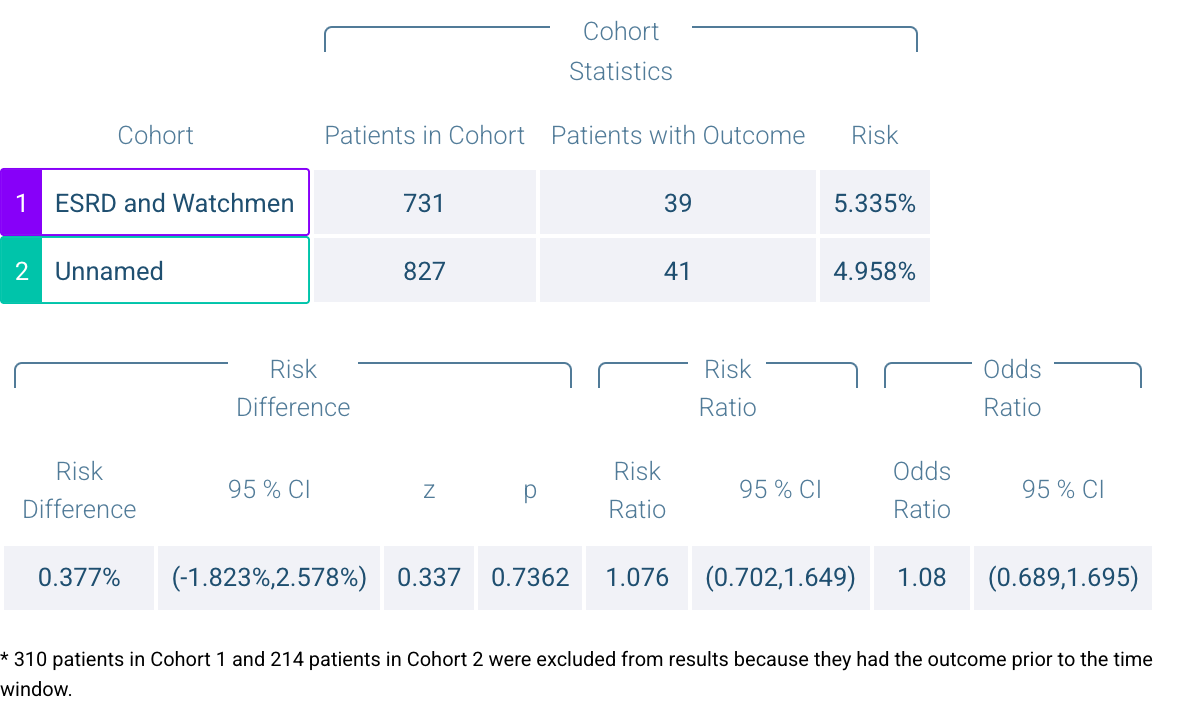 Cohort
Statistics
Cohort Patients in Cohort Patients with Outcome Risk
1 ESRD and Watchmen 731 39 5.335%
2 Unnamed 827 41 4.958%
Risk Risk Odds
Difference Ratio Ratio
Risk Risk Odds
95 % CI z p 95 % CI 95 % CI
Difference Ratio Ratio
0.377% (-1.823%,2.578%) 0.337 0.7362 1.076 (0.702,1.649) 1.08 (0.689,1.695)
* 310 patients in Cohort 1 and 214 patients in Cohort 2 were excluded from results because they had the outcome prior to the time
window.